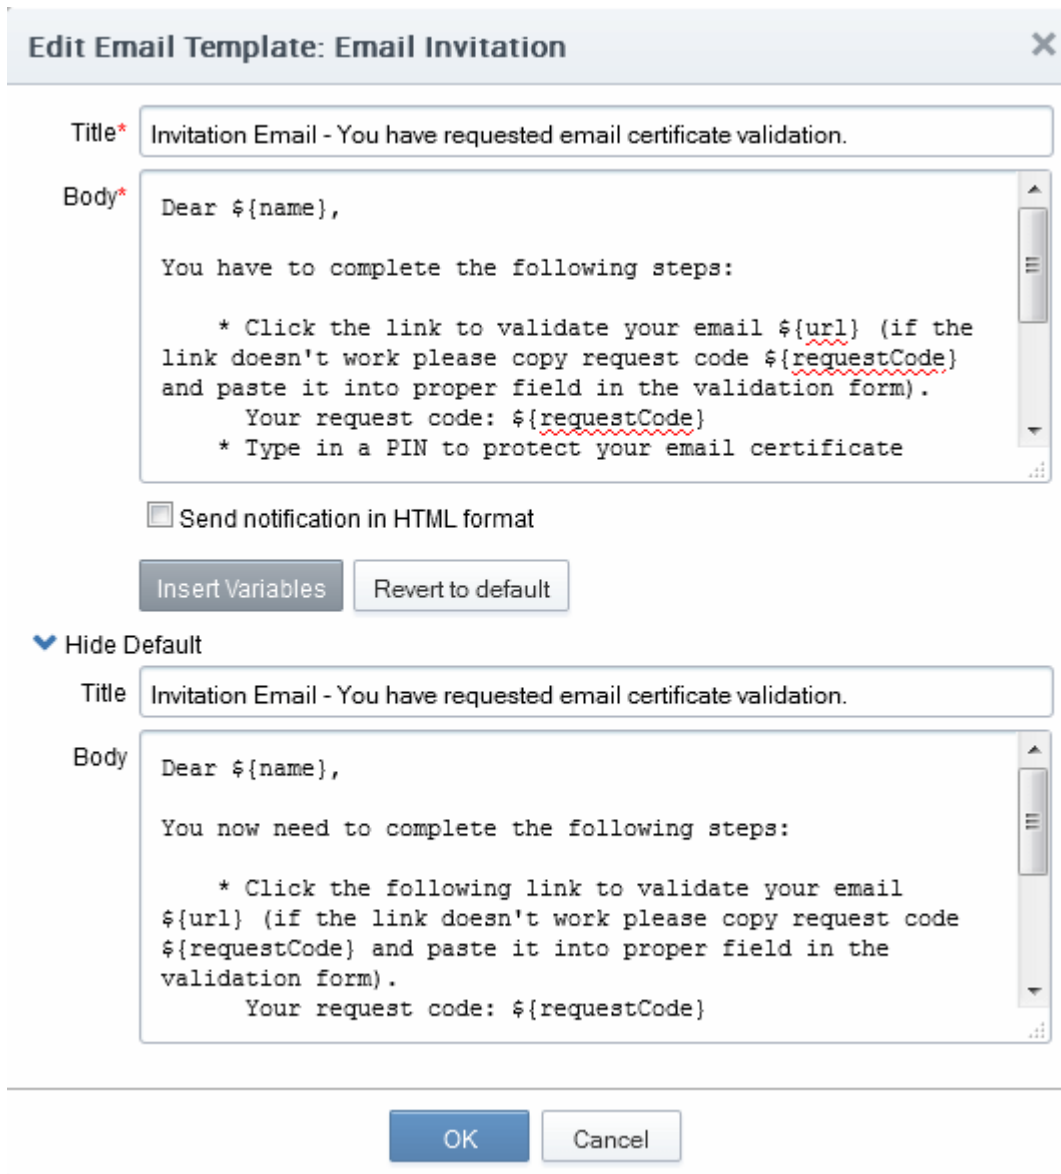 Edit Email Template: Email Invitation
Title* Invitation Email - You have requested email certificate validation.
Body* Dear ${name},
You have to complete the following steps:
* Click the link to validate your email ${url} (if the
link doesn't work please copy request code ${requestCode}
and paste it into proper field in the validation form).
Your request code: ${requestCode}
* Type in a PIN to protect your email certificate
Send notification in HTML format
Insert Variables Revert to default
Hide Default
Title Invitation Email - You have requested email certificate validation.
Body Dear ${name},
You now need to complete the following steps:
* Click the following link to validate your email
${url} (if the link doesn't work please copy request code
${requestCode} and paste it into proper field in the
validation form).
Your request code: ${requestCode}
OK Cancel